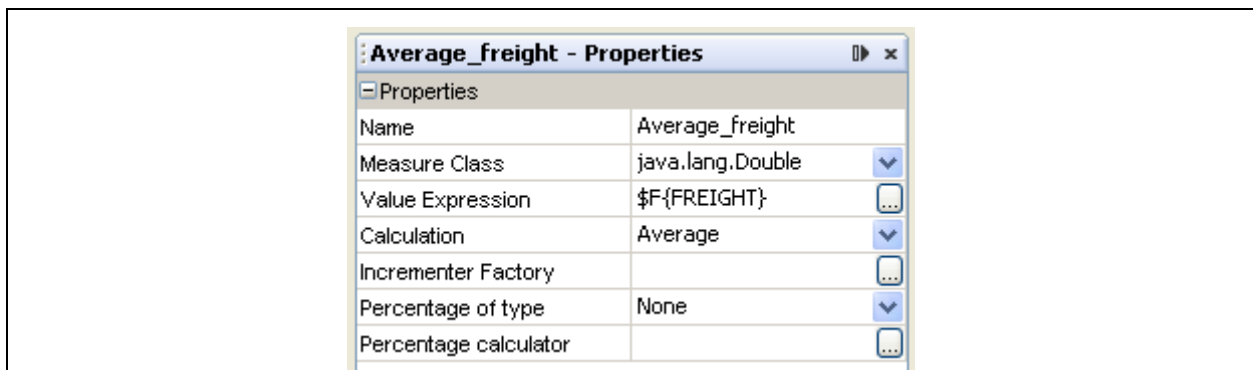 Average_freight - Properties
Properties
Name Average_freight
Measure Class java.lang.Double
Value Expression $F{FREIGHT}
Calculation Average
Incrementer Factory
Percentage of type None
Percentage calculator